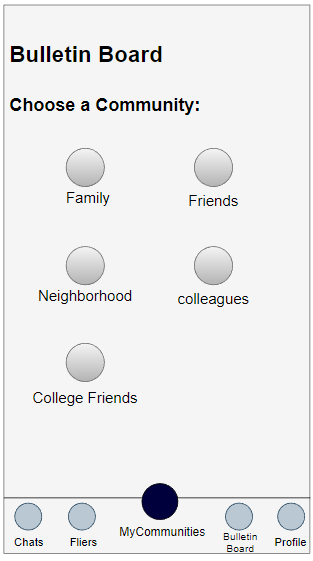 Bulletin Board
Choose a Community:
Family
Friends
Neighborhood
colleagues
College Friends
Chats
Fliers
MyCommunities
Bulletin
Board
Profile